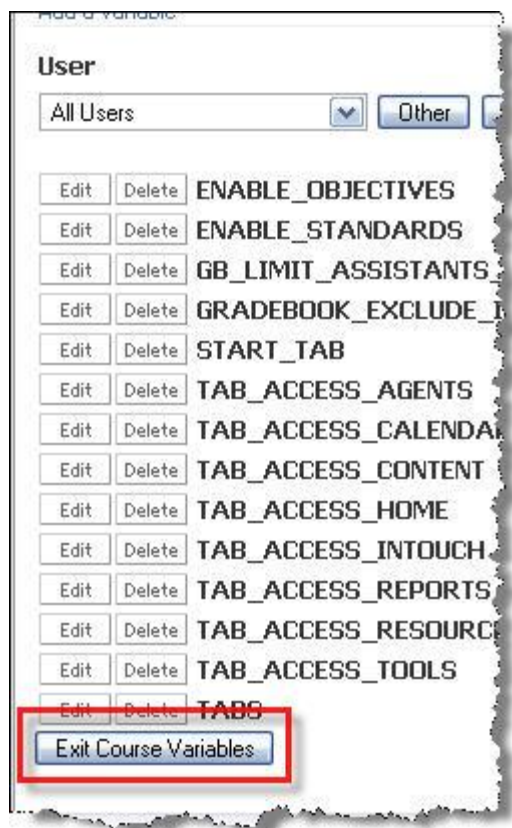 Add a Variable
User
All Users Other
Edit Delete ENABLE_OBJECTIVES
Edit Delete ENABLE_STANDARDS
Edit Delete GB_LIMIT_ASSISTANTS_
Edit Delete GRADEBOOK_EXCLUDE_
Edit Delete START_TAB
Edit Delete TAB_ACCESS_AGENTS
Edit Delete TAB_ACCESS_CALENDA
Edit Delete TAB_ACCESS_CONTENT
Edit Delete TAB_ACCESS_HOME
Edit Delete TAB_ACCESS_INTOUCH
Edit Delete TAB_ACCESS_REPORTS
Edit Delete TAB_ACCESS_RESOURC
Edit Delete TAB_ACCESS_TOOLS
Edit Delete TABS
Exit Course Variables